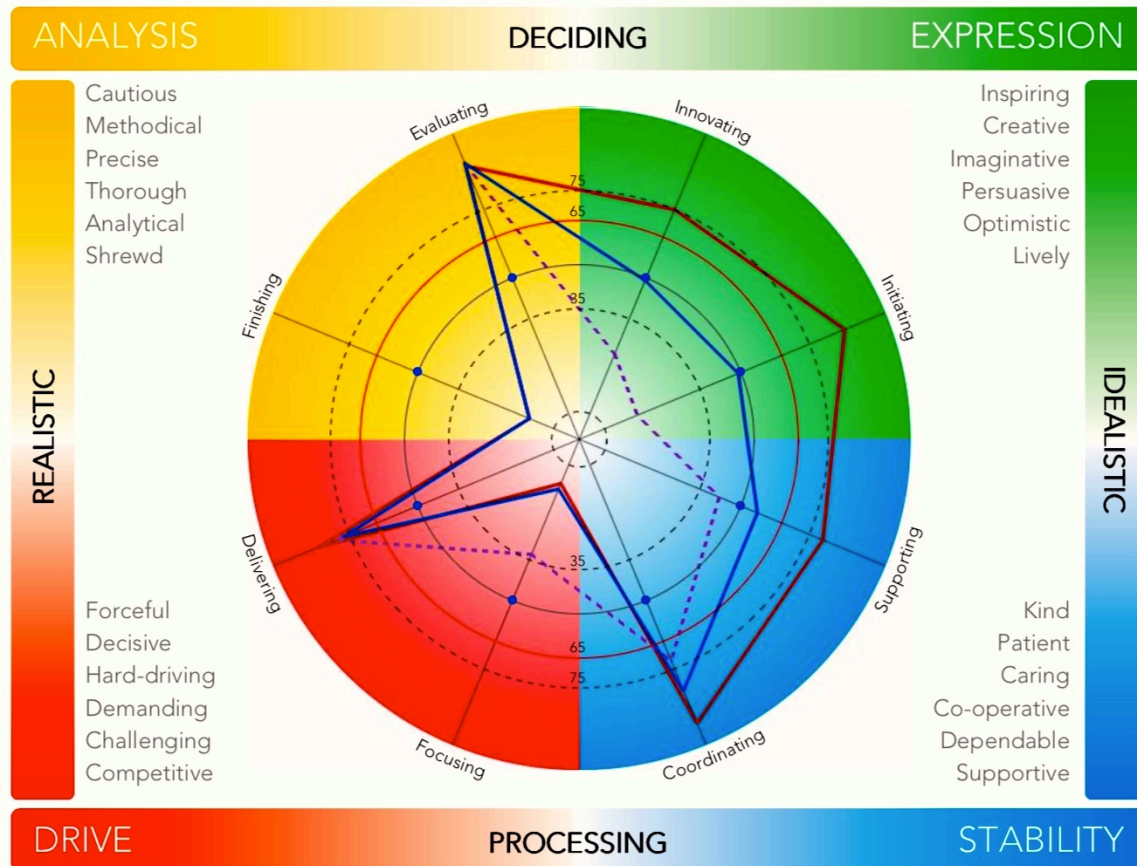 ANALYSIS
DECIDING
EXPRESSION
Cautious
Methodical
Precise
Thorough
Analytical
Shrewd
Inspiring
Creative
Imaginative
Persuasive
Optimistic
Lively
Evaluating
Innovating
Finishing
Initiating
75
65
35
REALISTIC
IDEALISTIC
Delivering
Supporting
35
65
75
Focusing
Coordinating
Forceful
Decisive
Hard-driving
Demanding
Challenging
Competitive
Kind
Patient
Caring
Co-operative
Dependable
Supportive
DRIVE
PROCESSING
STABILITY